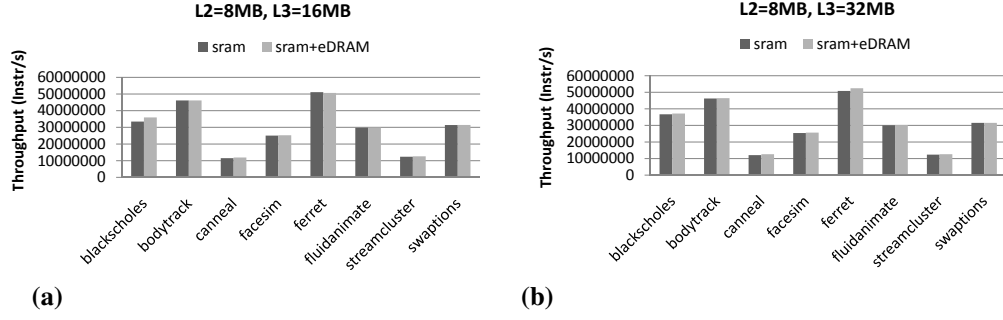 L2=8MB, L3=16MB
sram sram+eDRAM
Throughput (Instr/s)
60000000
50000000
40000000
30000000
20000000
10000000
0
blackscholes
bodytrack
canneal
facesim
ferret
fluidanimate
streamcluster
swaptions
(a)
L2=8MB, L3=32MB
sram sram+eDRAM
Throughput (Instr/s)
60000000
50000000
40000000
30000000
20000000
10000000
0
blackscholes
bodytrack
canneal
facesim
ferret
fluidanimate
streamcluster
swaptions
(b)